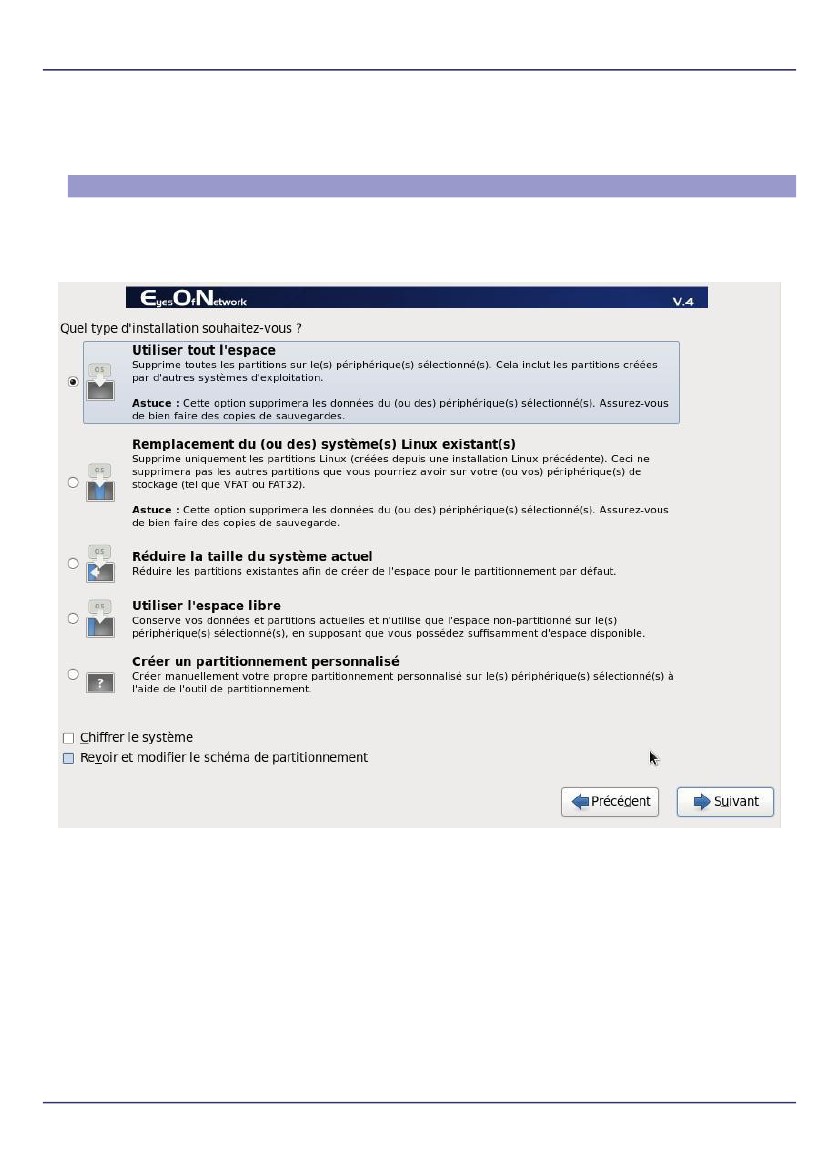 EyesOfNetwork V.4
Quel type d'installation souhaitez-vous ?
Utiliser tout l'espace
Supprime toutes les partitions sur le(s) périphérique(s) sélectionné(s). Cela inclut les partitions créées
par d'autres systèmes d'exploitation.
Astuce : Cette option supprimera les données du (ou des) périphérique(s) sélectionné(s). Assurez-vous
de bien faire des copies de sauvegardes.
Remplacement du (ou des) système(s) Linux existant(s)
Supprime uniquement les partitions Linux (créées depuis une installation Linux précédente). Ceci ne
supprimera pas les autres partitions que vous pourriez avoir sur votre (ou vos) périphérique(s) de
stockage (tel que VFAT ou FAT32).
Astuce : Cette option supprimera les données du (ou des) périphérique(s) sélectionné(s). Assurez-vous
de bien faire des copies de sauvegarde.
OS
Réduire la taille du système actuel
Réduire les partitions existantes afin de créer de l'espace pour le partitionnement par défaut.
Utiliser l'espace libre
Conserve vos données et partitions actuelles et n'utilise que l'espace non-partitionné sur le(s)
périphérique(s) sélectionné(s), en supposant que vous possédez suffisamment d'espace disponible.
Créer un partitionnement personnalisé
Créer manuellement votre propre partitionnement personnalisé sur le(s) périphérique(s) sélectionné(s) à
l'aide de l'outil de partitionnement.
?
Chiffrer le système
Revoir et modifier le schéma de partitionnement
Précédent
Suivant